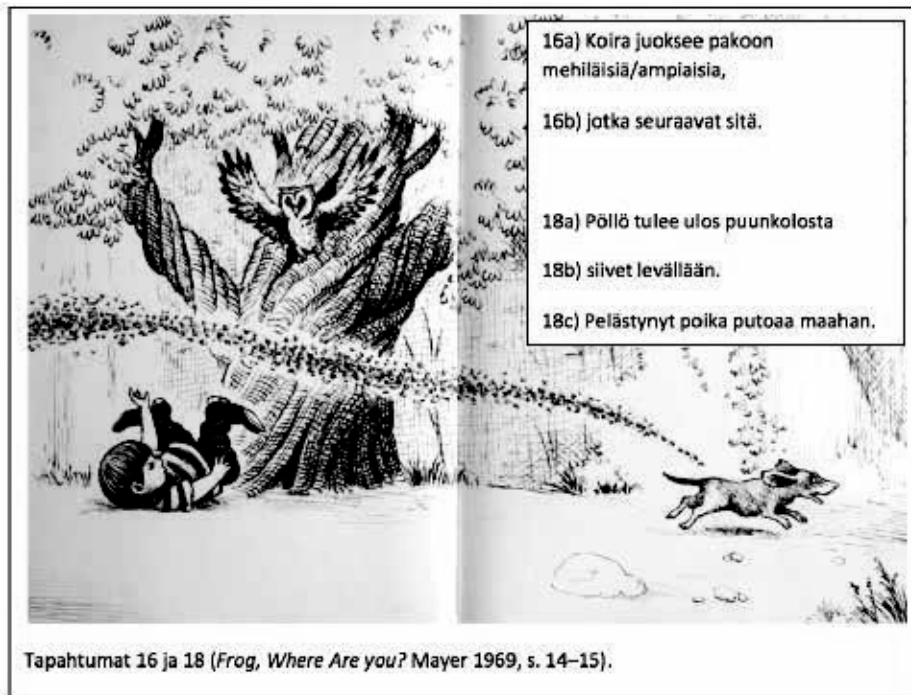 16a) Koira juoksee pakoon
mehiläisiä/ampiaisia,
16b) jotka seuraavat sitä.
18a) Pöllö tulee ulos puunkolosta
18b) siivet levällään.
18c) Pelästynyt poika putoaa maahan.
Tapahtumat 16 ja 18 (Frog, Where Are you? Mayer 1969, s. 14–15).